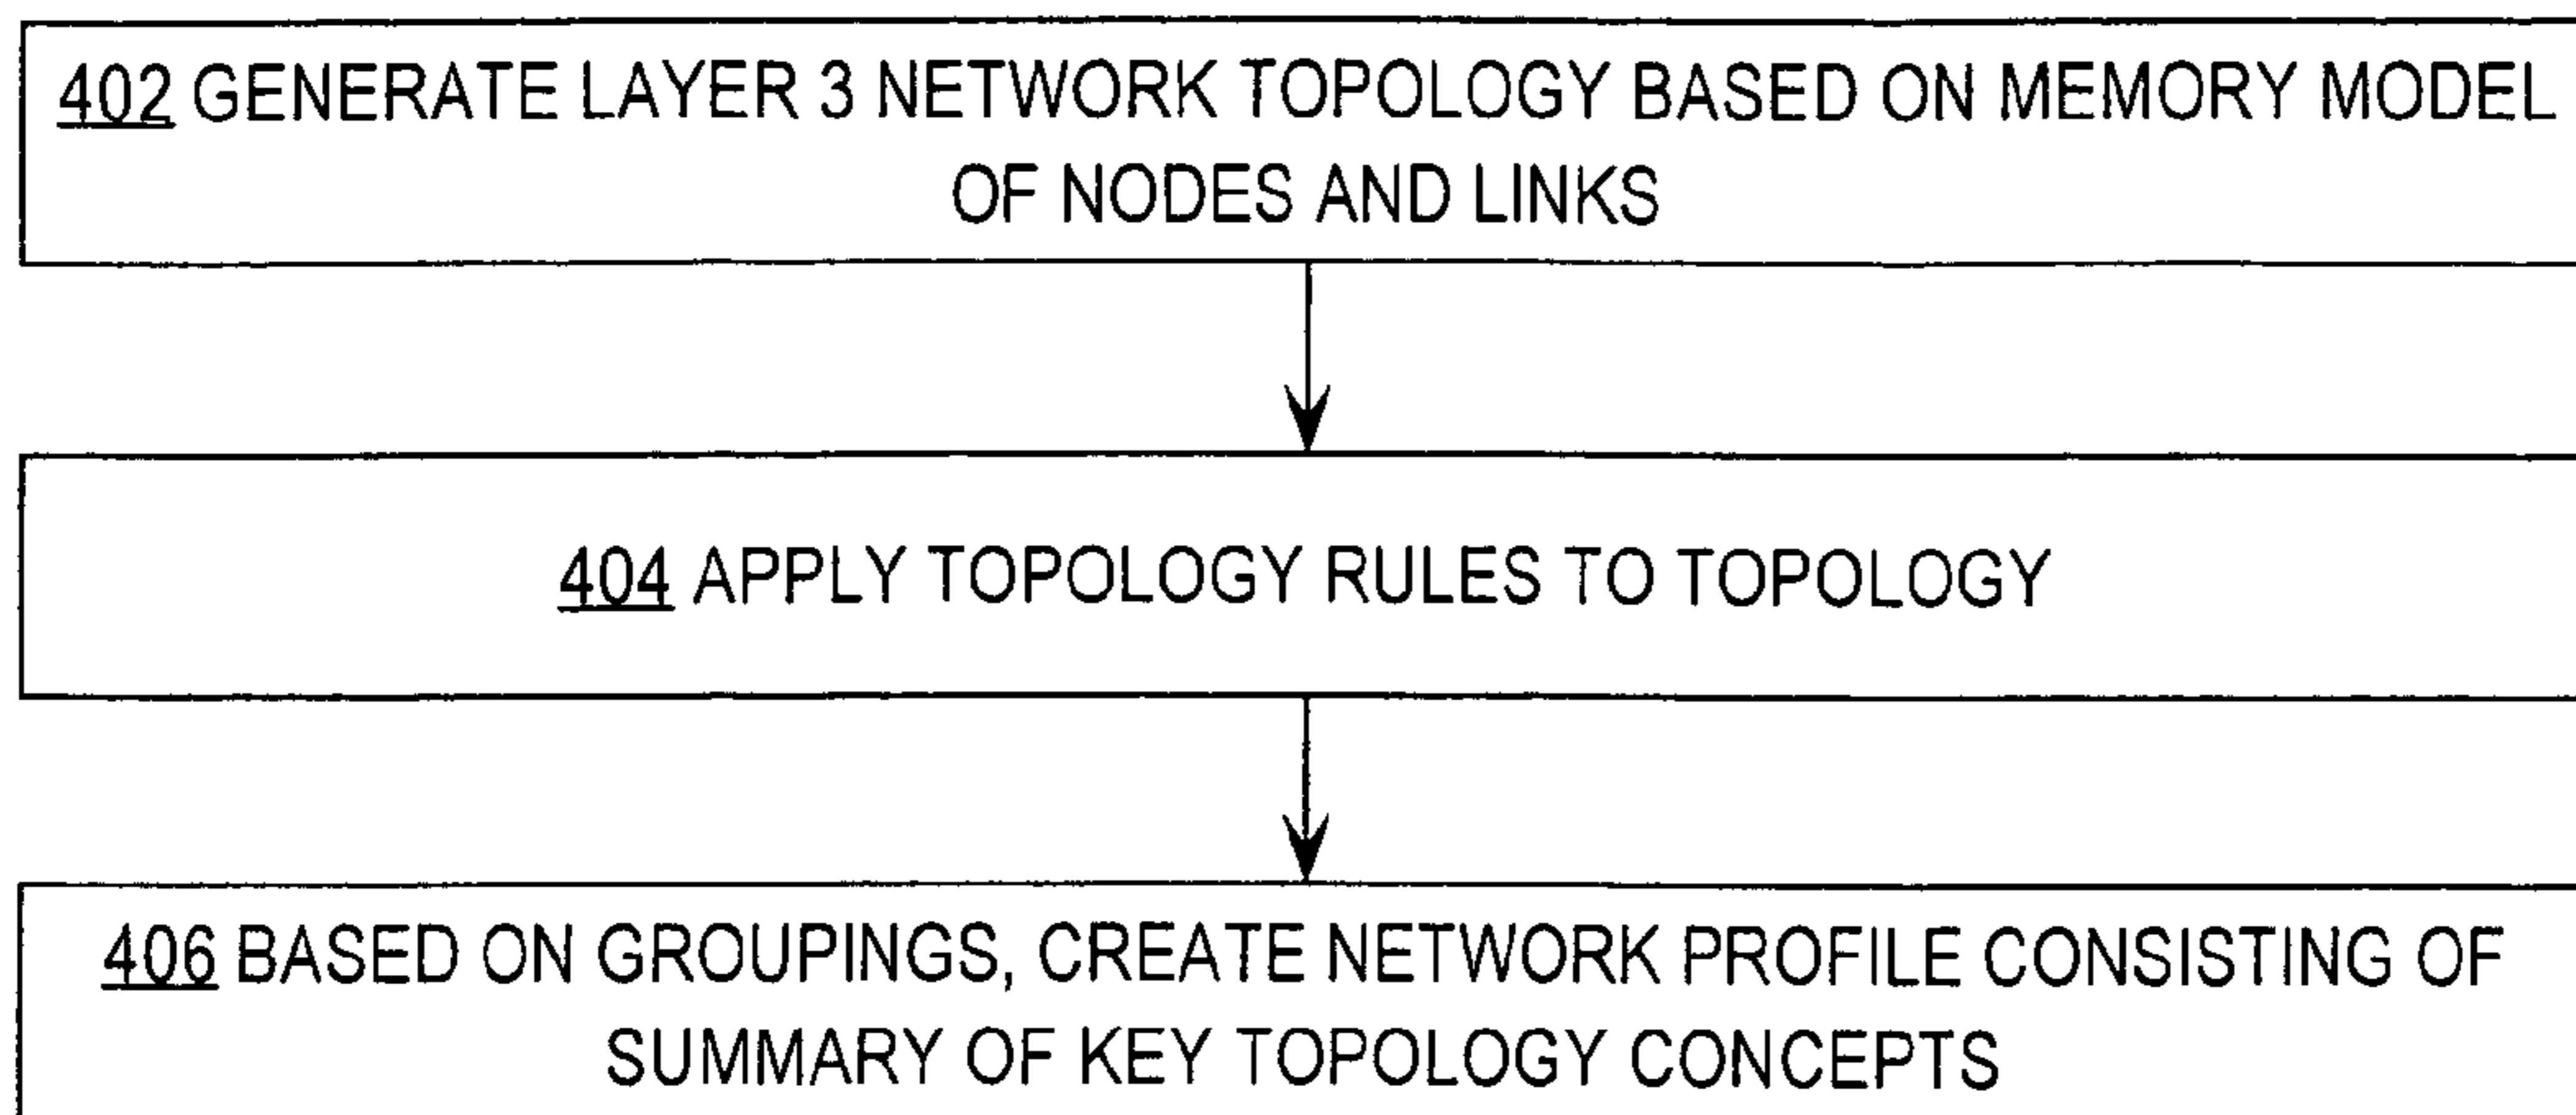 402 GENERATE LAYER 3 NETWORK TOPOLOGY BASED ON MEMORY MODEL
OF NODES AND LINKS
404 APPLY TOPOLOGY RULES TO TOPOLOGY
406 BASED ON GROUPINGS, CREATE NETWORK PROFILE CONSISTING OF
SUMMARY OF KEY TOPOLOGY CONCEPTS